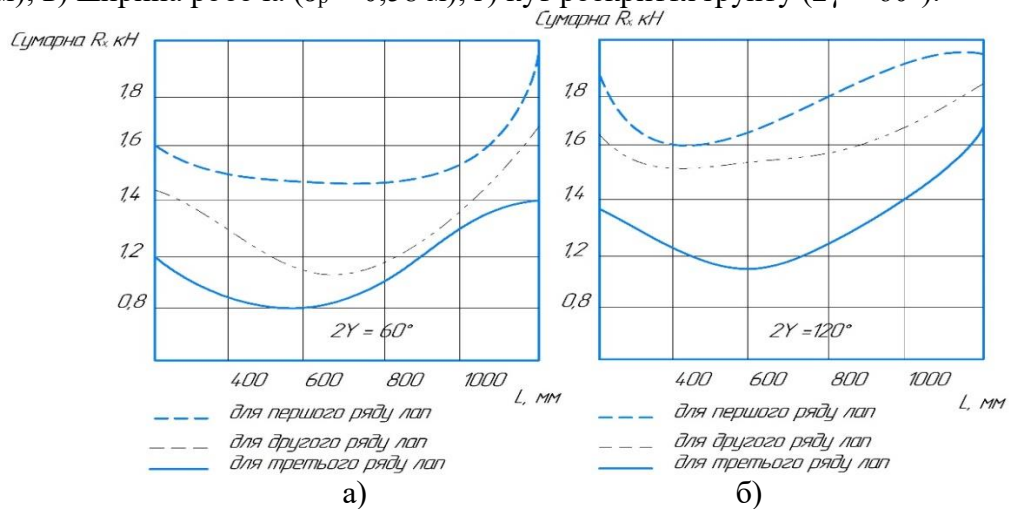 Сумарна Rₓ, кН
1,8
1,6
1,4
1,2
0,8
2Y = 60°
400 600 800 1000
L, мм
для першого ряду лап
для другого ряду лап
для третього ряду лап
а)
Сумарна Rₓ кН
1,8
1,6
1,4
1,2
0,8
2Y =120°
400 600 800 1000
L, мм
для першого ряду лап
для другого ряду лап
для третього ряду лап
б)